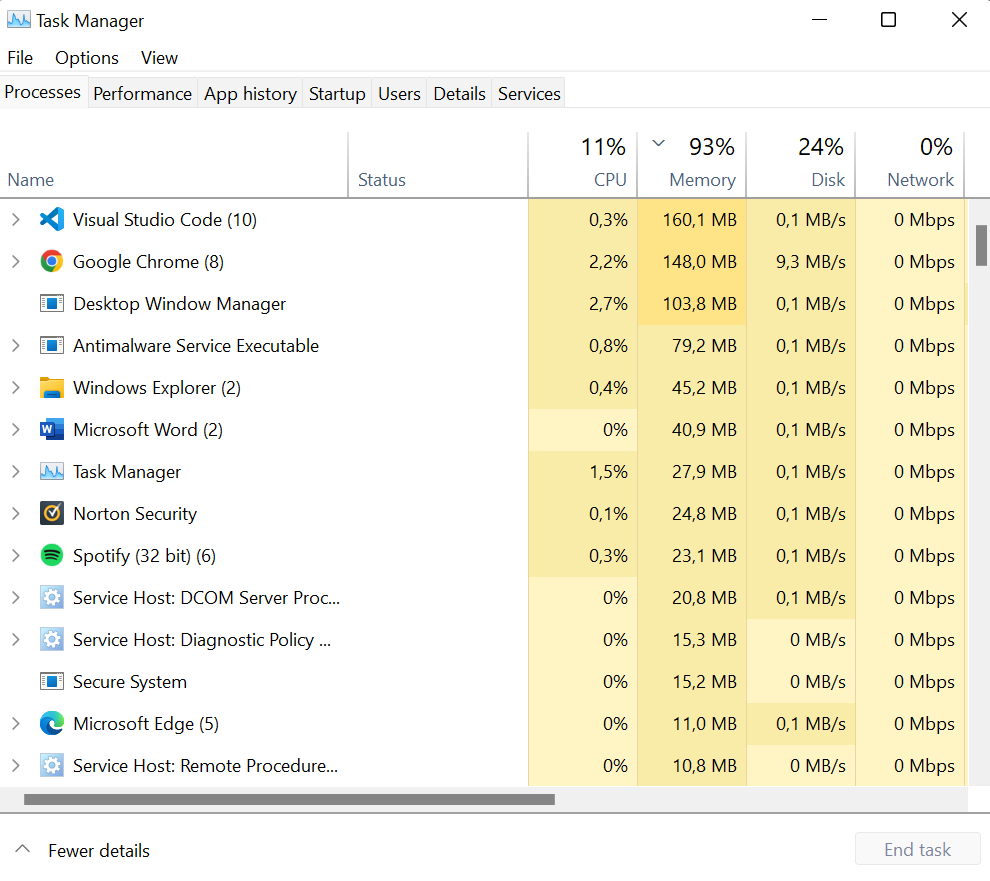 Task Manager
File Options View
Processes Performance App history Startup Users Details Services
11% 93% 24% 0%
Name Status CPU Memory Disk Network
Visual Studio Code (10) 0,3% 160,1 MB 0,1 MB/s 0 Mbps
Google Chrome (8) 2,2% 148,0 MB 9,3 MB/s 0 Mbps
Desktop Window Manager 2,7% 103,8 MB 0,1 MB/s 0 Mbps
Antimalware Service Executable 0,8% 79,2 MB 0,1 MB/s 0 Mbps
Windows Explorer (2) 0,4% 45,2 MB 0,1 MB/s 0 Mbps
Microsoft Word (2) 0% 40,9 MB 0,1 MB/s 0 Mbps
Task Manager 1,5% 27,9 MB 0,1 MB/s 0 Mbps
Norton Security 0,1% 24,8 MB 0,1 MB/s 0 Mbps
Spotify (32 bit) (6) 0,3% 23,1 MB 0,1 MB/s 0 Mbps
Service Host: DCOM Server Proc... 0% 20,8 MB 0,1 MB/s 0 Mbps
Service Host: Diagnostic Policy ... 0% 15,3 MB 0 MB/s 0 Mbps
Secure System 0% 15,2 MB 0 MB/s 0 Mbps
Microsoft Edge (5) 0% 11,0 MB 0,1 MB/s 0 Mbps
Service Host: Remote Procedure... 0% 10,8 MB 0 MB/s 0 Mbps
Fewer details End task